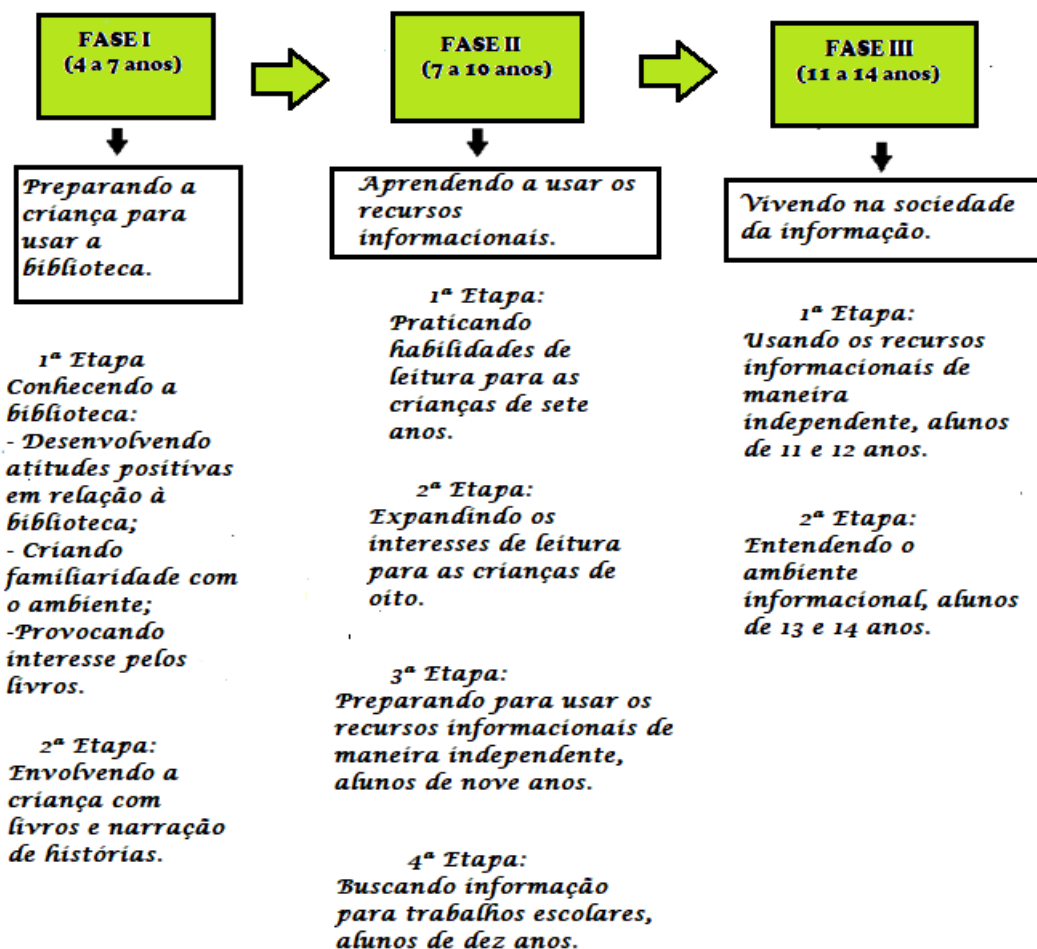 FASE I
(4 a 7 anos)
Preparando a
criança para
usar a
biblioteca.
1ª Etapa
Conhecendo a
biblioteca:
- Desenvolvendo
atitudes positivas
em relação à
biblioteca;
- Criando
familiaridade com
o ambiente;
-Provocando
interesse pelos
livros.
2ª Etapa:
Envolvendo a
criança com
livros e narração
de histórias.
FASE II
(7 a 10 anos)
Aprendendo a usar os
recursos
informacionais.
1ª Etapa:
Praticando
habilidades de
leitura para as
crianças de sete
anos.
2ª Etapa:
Expandindo os
interesses de leitura
para as crianças de
oito.
3ª Etapa:
Preparando para usar os
recursos informacionais de
maneira independente,
alunos de nove anos.
4ª Etapa:
Buscando informação
para trabalhos escolares,
alunos de dez anos.
FASE III
(11 a 14 anos)
Vivendo na sociedade
da informação.
1ª Etapa:
Usando os recursos
informacionais de
maneira
independente, alunos
de 11 e 12 anos.
2ª Etapa:
Entendendo o
ambiente
informacional, alunos
de 13 e 14 anos.